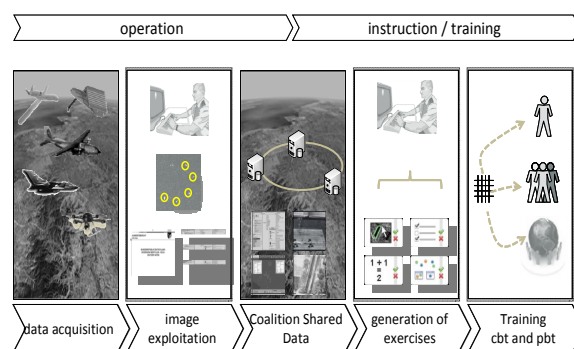 operation
instruction / training
1 + 1
= 2
data acquisition
image
exploitation
Coalition Shared
Data
generation of
exercises
Training
cbt and pbt